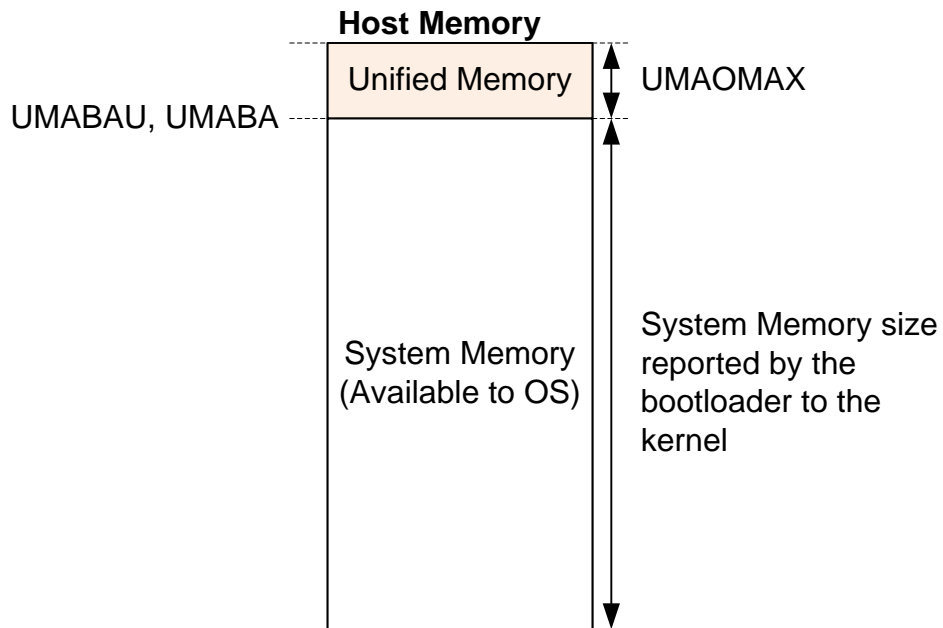 Host Memory
Unified Memory
UMAOMAX
UMABAU, UMABA
System Memory
(Available to OS)
System Memory size
reported by the
bootloader to the
kernel